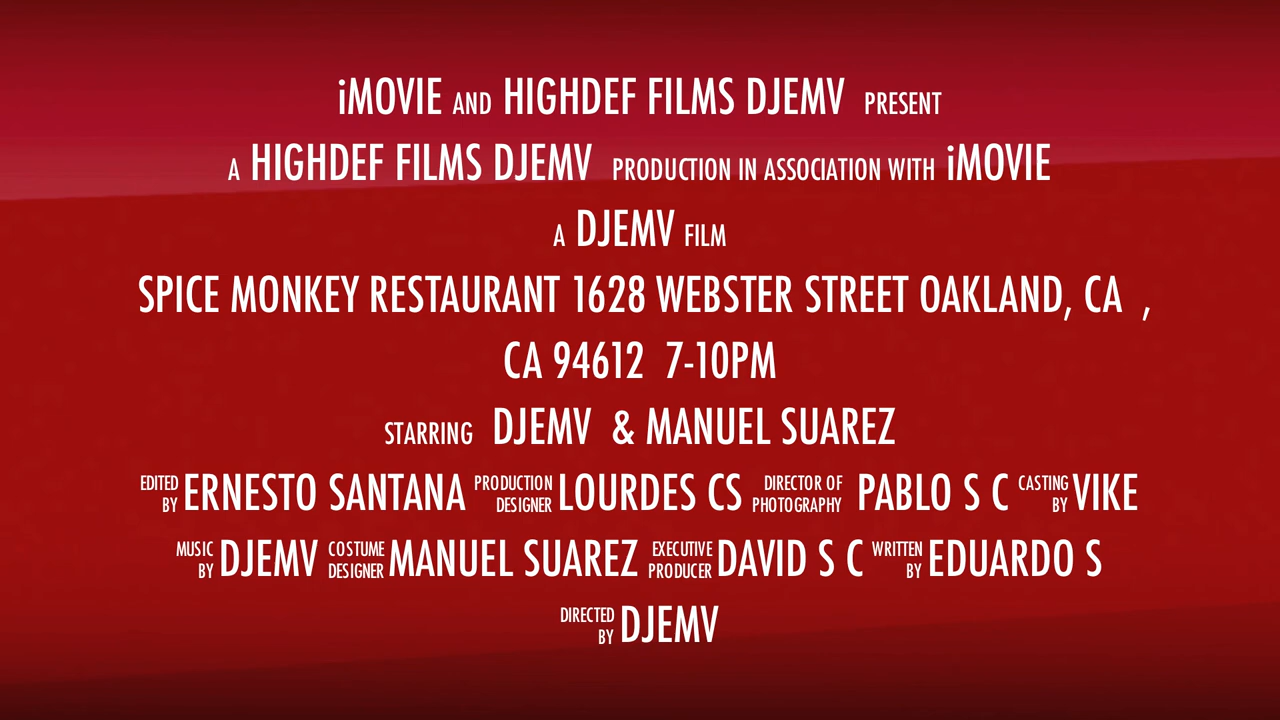 iMOVIE AND HIGHDEF FILMS DJEMV PRESENT
A HIGHDEF FILMS DJEMV PRODUCTION IN ASSOCIATION WITH iMOVIE
A DJEMV FILM
SPICE MONKEY RESTAURANT 1628 WEBSTER STREET OAKLAND, CA ,
CA 94612 7-10PM
STARRING DJEMV & MANUEL SUAREZ
EDITED BY ERNESTO SANTANA PRODUCTION DESIGNER LOURDES CS DIRECTOR OF PHOTOGRAPHY PABLO S C CASTING BY VIKE
MUSIC BY DJEMV COSTUME DESIGNER MANUEL SUAREZ EXECUTIVE PRODUCER DAVID S C WRITTEN BY EDUARDO S
DIRECTED BY DJEMV